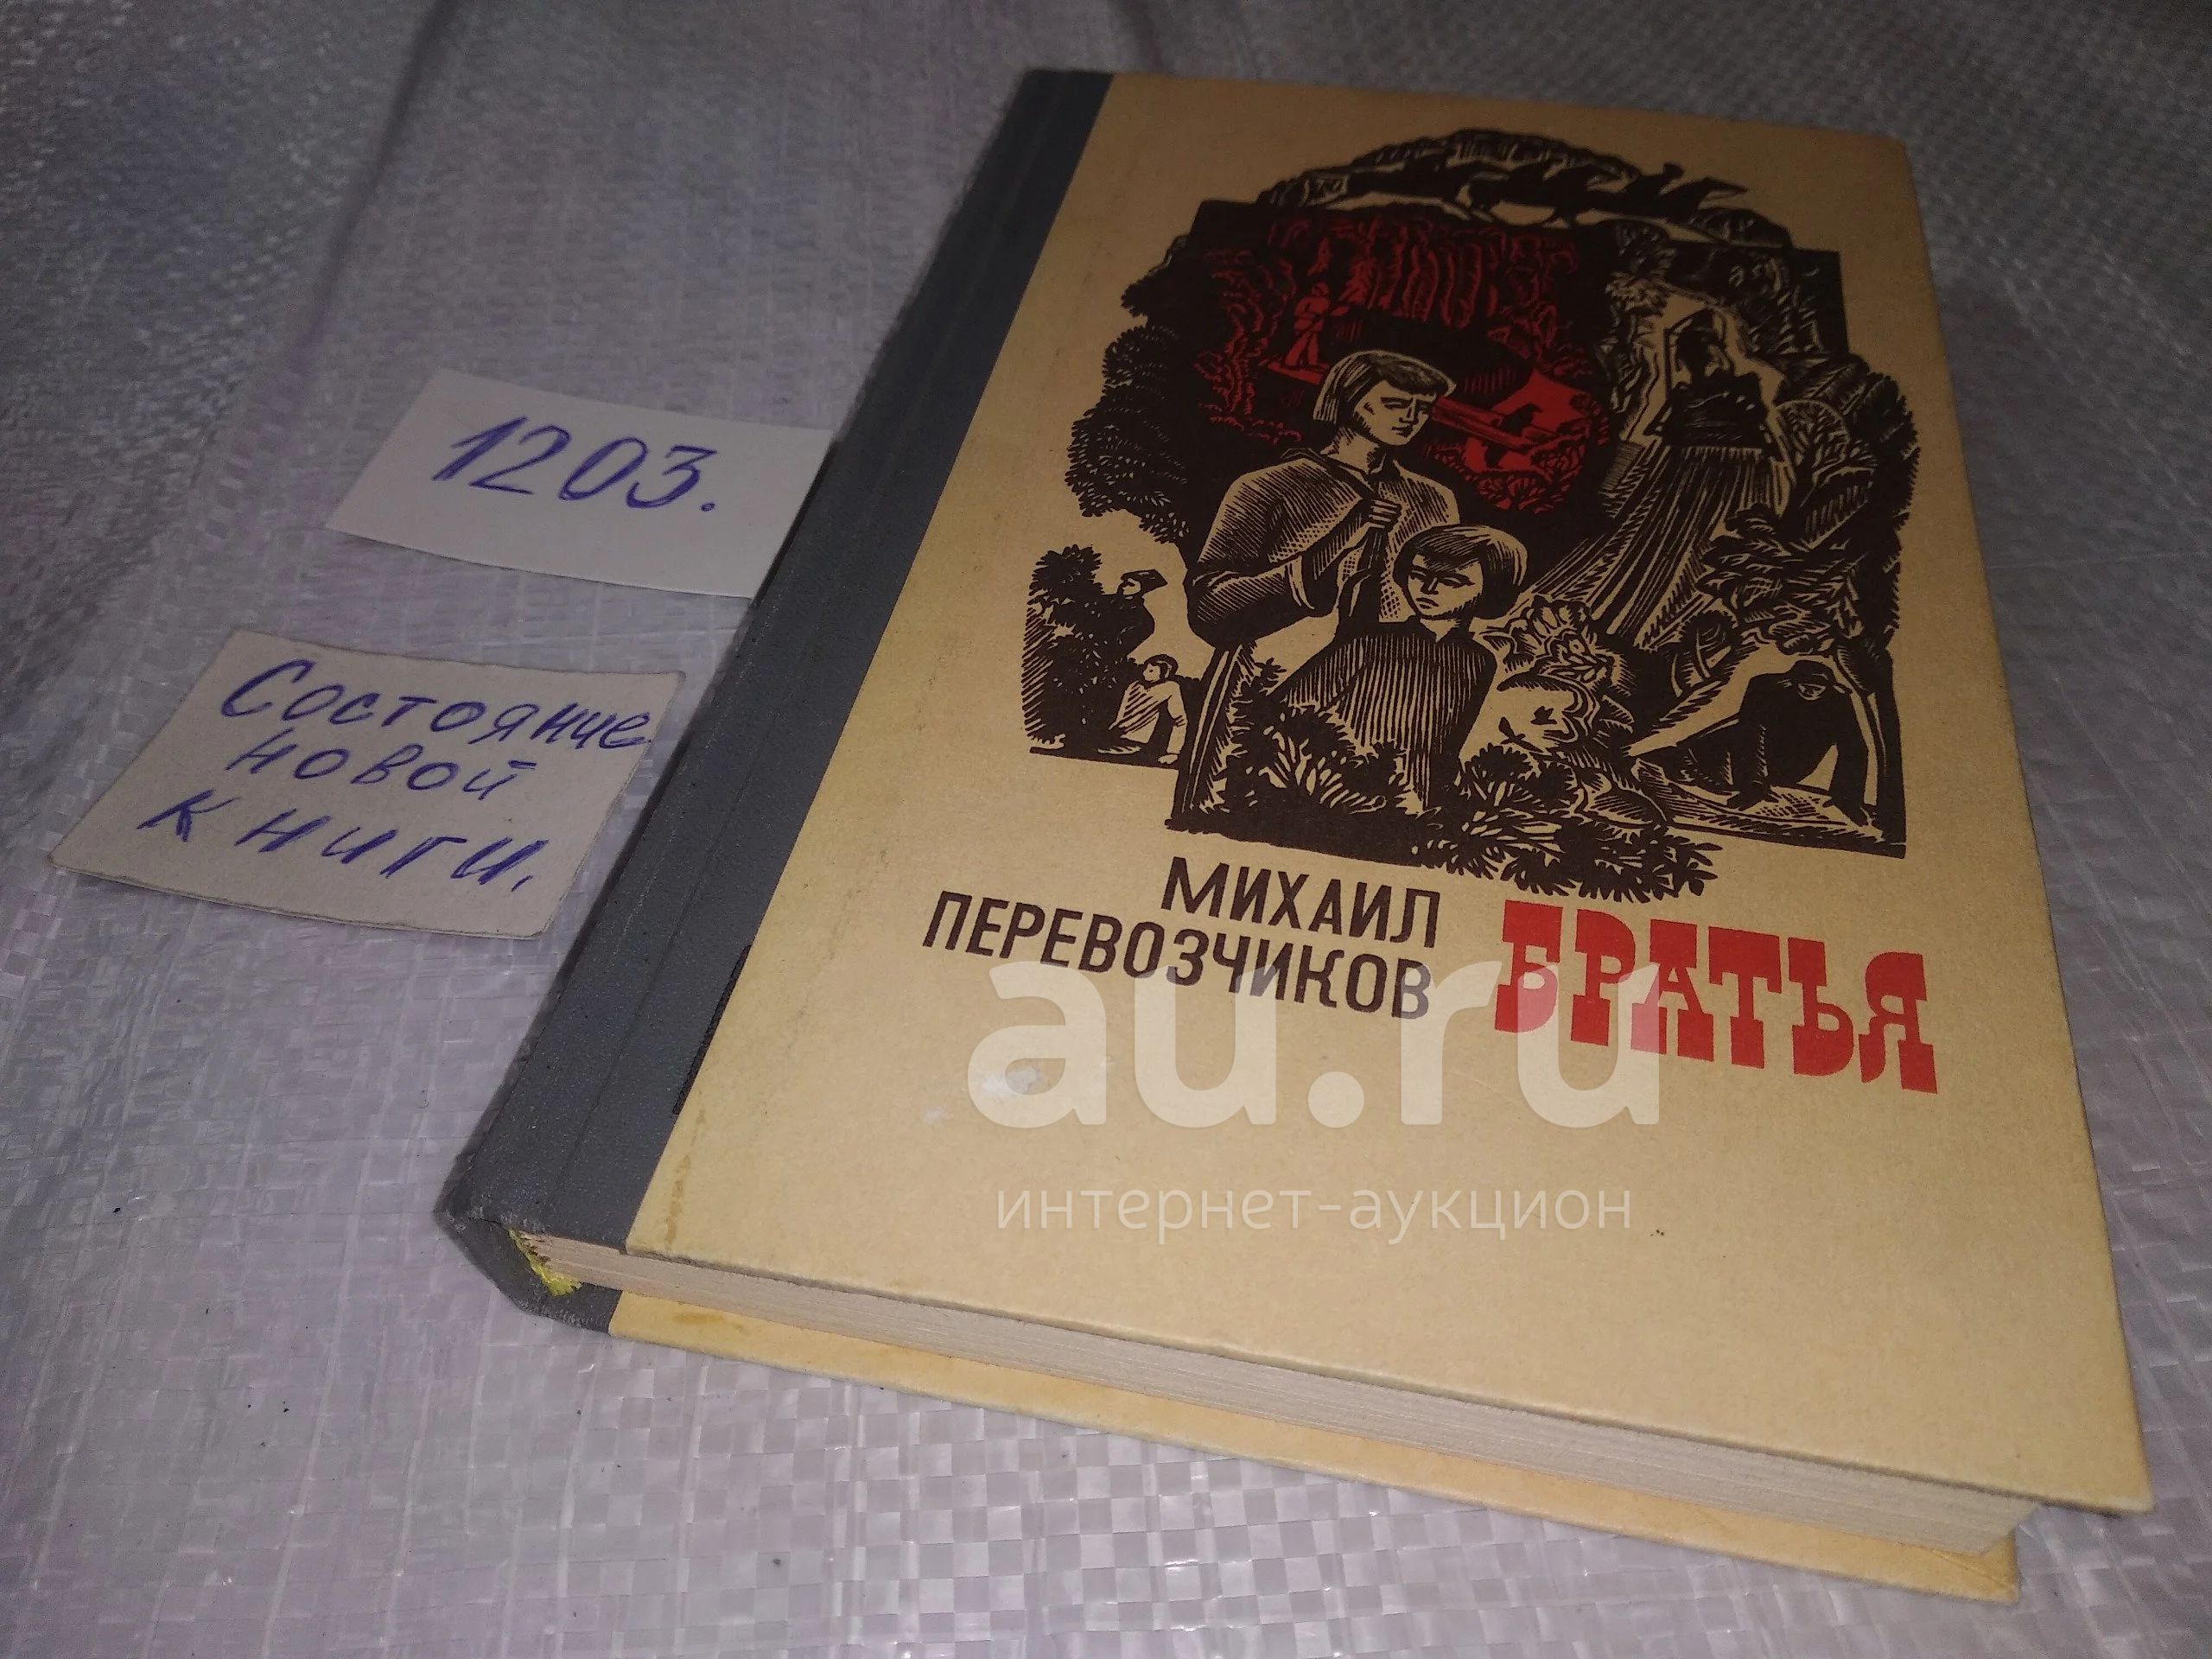 1203.
Состояние
новой
книги.
МИХАИЛ
ПЕРЕВОЗЧИКОВ
БРАТЬЯ
au.ru
интернет-аукцион